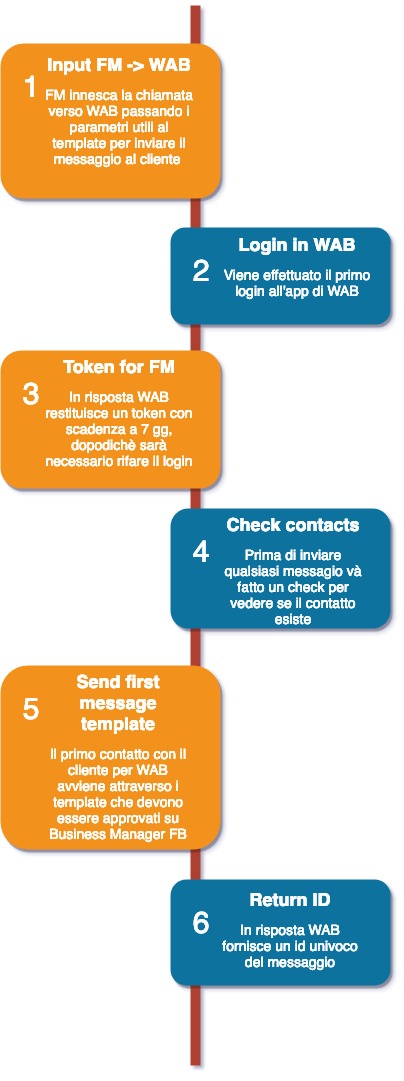 Input FM -> WAB
1
FM innesca la chiamata
verso WAB passando i
parametri utili al
template per inviare il
messaggio al cliente
Login in WAB
2
Viene effettuato il primo
login all'app di WAB
Token for FM
3
In risposta WAB
restituisce un token con
scadenza a 7 gg,
dopodichè sarà
necessario rifare il login
Check contacts
4
Prima di inviare
qualsiasi messagio và
fatto un check per
vedere se il contatto
esiste
Send first
message
template
5
Il primo contatto con il
cliente per WAB
avviene attraverso i
template che devono
essere approvati su
Business Manager FB
Return ID
6
In risposta WAB
fornisce un id univoco
del messaggio